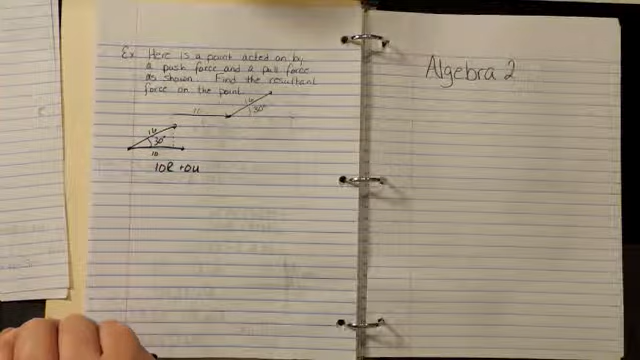 Ex: Here is a point acted on by
a push force and a pull force
as shown. Find the resultant
force on the point.
10
16
30°
16
30°
10
10R + 0U
Algebra 2